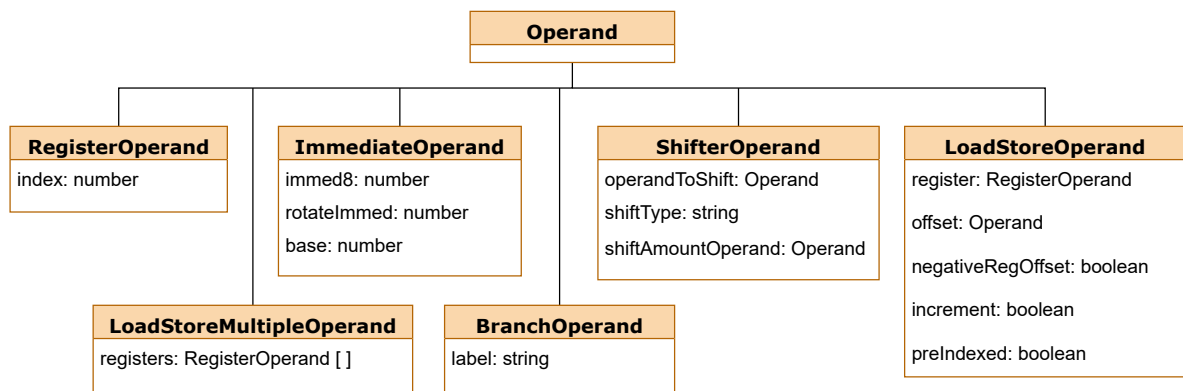 Operand
RegisterOperand
index: number
ImmediateOperand
immed8: number
rotateImmed: number
base: number
ShifterOperand
operandToShift: Operand
shiftType: string
shiftAmountOperand: Operand
LoadStoreOperand
register: RegisterOperand
offset: Operand
negativeRegOffset: boolean
increment: boolean
preIndexed: boolean
LoadStoreMultipleOperand
registers: RegisterOperand [ ]
BranchOperand
label: string